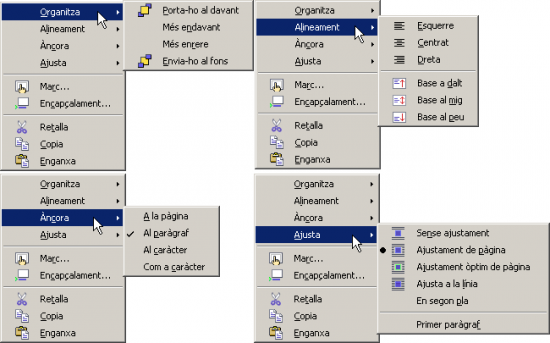 Organitza
Alineament
Àncora
Ajusta
Marc...
Encapçalament...
Retalla
Copia
Enganxa
Porta-ho al davant
Més endavant
Més enrere
Envia-ho al fons
Organitza
Alineament
Àncora
Ajusta
Marc...
Encapçalament...
Retalla
Copia
Enganxa
Esquerre
Centrat
Dreta
Base a dalt
Base al mig
Base al peu
Organitza
Alineament
Àncora
Ajusta
Marc...
Encapçalament...
Retalla
Copia
Enganxa
A la pàgina
Al paràgraf
Al caràcter
Com a caràcter
Organitza
Alineament
Àncora
Ajusta
Marc...
Encapçalament...
Retalla
Copia
Enganxa
Sense ajustament
Ajustament de pàgina
Ajustament òptim de pàgina
Ajusta a la línia
En segon pla
Primer paràgraf